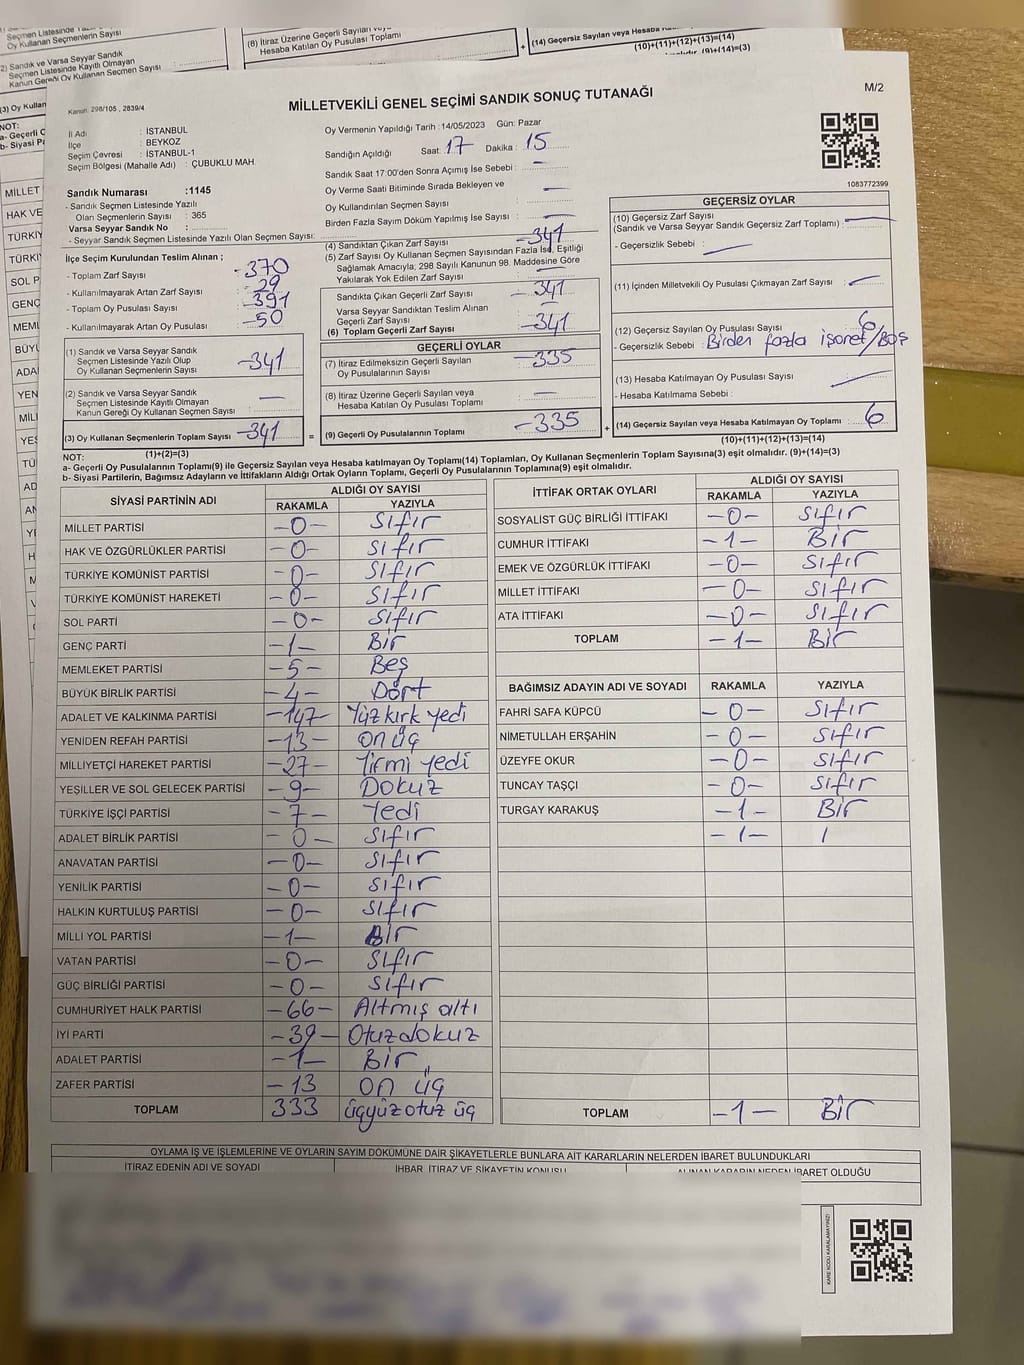 Seçmen Listesinde
Oy Kullanan Seçmenlerin Sayısı
2) Sandık ve Varsa Seyyar Sandık
Seçmen Listesinde Kayıtlı Olmayan
Kanun Gereği Oy Kullanan Seçmen Sayısı
(8) İtiraz Üzerine Geçerli Sayılan veya
Hesaba Katılan Oy Pusulası Toplamı
(14) Geçersiz Sayılan veya Hesaba
(10)+(11)+(12)+(13)=(14)
(3) Oy Kullan
NOT:
a- Geçerli O
b- Siyasi Pa
MİLLET
HAK VE
TÜRKİY
TÜRKİ
SOL P
GENÇ
MEML
BÜYÜ
ADA
YEN
MİL
YEŞ
TÜ
AD
Kanun: 298/105, 2839/4
MİLLETVEKİLİ GENEL SEÇİMİ SANDIK SONUÇ TUTANAĞI
M/2
İl Adı : İSTANBUL
İlçe : BEYKOZ
Seçim Çevresi : İSTANBUL-1
Seçim Bölgesi (Mahalle Adı) : ÇUBUKLU MAH.
Oy Vermenin Yapıldığı Tarih : 14/05/2023 Gün: Pazar
Sandığın Açıldığı Saat: 17 Dakika: 15
Sandık Saat 17:00'den Sonra Açımış İse Sebebi : —
Oy Verme Saati Bitiminde Sırada Bekleyen ve
Oy Kullandırılan Seçmen Sayısı : —
Birden Fazla Sayım Döküm Yapılmış İse Sayısı : —
1083772399
Sandık Numarası :1145
- Sandık Seçmen Listesinde Yazılı
Olan Seçmenlerin Sayısı : 365
Varsa Seyyar Sandık No :
- Seyyar Sandık Seçmen Listesinde Yazılı Olan Seçmen Sayısı:
İlçe Seçim Kurulundan Teslim Alınan ;
- Toplam Zarf Sayısı : -370
- Kullanılmayarak Artan Zarf Sayısı : -29
- Toplam Oy Pusulası Sayısı : -391
- Kullanılmayarak Artan Oy Pusulası : -50
(4) Sandıktan Çıkan Zarf Sayısı : -341
(5) Zarf Sayısı Oy Kullanan Seçmen Sayısından Fazla İse, Eşitliği
Sağlamak Amacıyla; 298 Sayılı Kanunun 98. Maddesine Göre
Yakılarak Yok Edilen Zarf Sayısı : —
Sandıkta Çıkan Geçerli Zarf Sayısı : -341
Varsa Seyyar Sandıktan Teslim Alınan
Geçerli Zarf Sayısı : —
(6) Toplam Geçerli Zarf Sayısı : -341
GEÇERLİ OYLAR
(7) İtiraz Edilmeksizin Geçerli Sayılan
Oy Pusulalarının Sayısı : -335
(8) İtiraz Üzerine Geçerli Sayılan veya
Hesaba Katılan Oy Pusulası Toplamı : —
(9) Geçerli Oy Pusulalarının Toplamı : -335
GEÇERSİZ OYLAR
(10) Geçersiz Zarf Sayısı : —
(Sandık ve Varsa Seyyar Sandık Geçersiz Zarf Toplamı)
- Geçersizlik Sebebi : —
(11) İçinden Milletvekili Oy Pusulası Çıkmayan Zarf Sayısı : —
(12) Geçersiz Sayılan Oy Pusulası Sayısı : 6
- Geçersizlik Sebebi : Birden fazla işaret/Boş
(13) Hesaba Katılmayan Oy Pusulası Sayısı : —
- Hesaba Katılmama Sebebi :
(14) Geçersiz Sayılan veya Hesaba Katılmayan Oy Toplamı : 6
(10)+(11)+(12)+(13)=(14)
(1) Sandık ve Varsa Seyyar Sandık
Seçmen Listesinde Yazılı Olup
Oy Kullanan Seçmenlerin Sayısı : -341
(2) Sandık ve Varsa Seyyar Sandık
Seçmen Listesinde Kayıtlı Olmayan
Kanun Gereği Oy Kullanan Seçmen Sayısı : —
(3) Oy Kullanan Seçmenlerin Toplam Sayısı : -341
(1)+(2)=(3)
NOT:
a- Geçerli Oy Pusulalarının Toplamı(9) ile Geçersiz Sayılan veya Hesaba katılmayan Oy Toplamı(14) Toplamları, Oy Kullanan Seçmenlerin Toplam Sayısına(3) eşit olmalıdır. (9)+(14)=(3)
b- Siyasi Partilerin, Bağımsız Adayların ve İttifakların Aldığı Ortak Oyların Toplamı, Geçerli Oy Pusulalarının Toplamına(9) eşit olmalıdır.
SİYASİ PARTİNİN ADI ALDIĞI OY SAYISI
RAKAMLA YAZIYLA
MİLLET PARTİSİ -0- Sıfır
HAK VE ÖZGÜRLÜKLER PARTİSİ -0- Sıfır
TÜRKİYE KOMÜNİST PARTİSİ -0- Sıfır
TÜRKİYE KOMÜNİST HAREKETİ -0- Sıfır
SOL PARTİ -0- Sıfır
GENÇ PARTİ -1- Bir
MEMLEKET PARTİSİ -5- Beş
BÜYÜK BİRLİK PARTİSİ -4- Dört
ADALET VE KALKINMA PARTİSİ -147- Yüz kırk yedi
YENİDEN REFAH PARTİSİ -13- on üç
MİLLİYETÇİ HAREKET PARTİSİ -27- Yirmi yedi
YEŞİLLER VE SOL GELECEK PARTİSİ -9- Dokuz
TÜRKİYE İŞÇİ PARTİSİ -7- Yedi
ADALET BİRLİK PARTİSİ -0- Sıfır
ANAVATAN PARTİSİ -0- Sıfır
YENİLİK PARTİSİ -0- Sıfır
HALKIN KURTULUŞ PARTİSİ -0- Sıfır
MİLLİ YOL PARTİSİ -1- Bir
VATAN PARTİSİ -0- Sıfır
GÜÇ BİRLİĞİ PARTİSİ -0- Sıfır
CUMHURİYET HALK PARTİSİ -66- Altmış altı
İYİ PARTİ -39- Otuzdokuz
ADALET PARTİSİ -1- Bir
ZAFER PARTİSİ -13 on üç
TOPLAM 333 üçyüzotuz üç
İTTİFAK ORTAK OYLARI ALDIĞI OY SAYISI
RAKAMLA YAZIYLA
SOSYALİST GÜÇ BİRLİĞİ İTTİFAKI -0- Sıfır
CUMHUR İTTİFAKI -1- Bir
EMEK VE ÖZGÜRLÜK İTTİFAKI -0- Sıfır
MİLLET İTTİFAKI -0- Sıfır
ATA İTTİFAKI -0- Sıfır
TOPLAM -1- Bir
BAĞIMSIZ ADAYIN ADI VE SOYADI RAKAMLA YAZIYLA
FAHRİ SAFA KÜPCÜ -0- Sıfır
NİMETULLAH ERŞAHİN -0- Sıfır
ÜZEYFE OKUR -0- Sıfır
TUNCAY TAŞÇI -0- Sıfır
TURGAY KARAKUŞ -1- Bir
-1- 1
TOPLAM -1- Bir
OYLAMA İŞ VE İŞLEMLERİNE VE OYLARIN SAYIM DÖKÜMÜNE DAİR ŞİKAYETLERLE BUNLARA AİT KARARLARIN NELERDEN İBARET BULUNDUKLARI
İTİRAZ EDENİN ADI VE SOYADI İHBAR, İTİRAZ VE ŞİKAYETİN KONUSU ALINAN KARARIN NEDEN İBARET OLDUĞU
KARE KODU KARALAMAYINIZ!